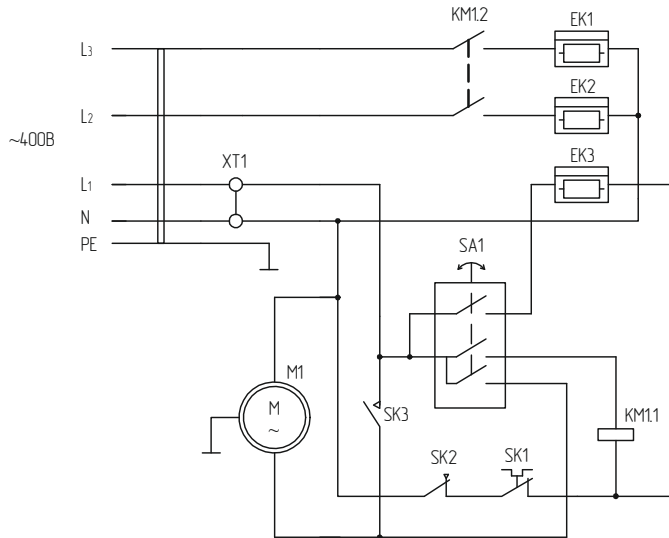 KM1.2
EK1
L3
EK2
L2
~400В
XT1
EK3
L1
N
SA1
PE
M1
M
~
SK3
KM1.1
SK2
SK1